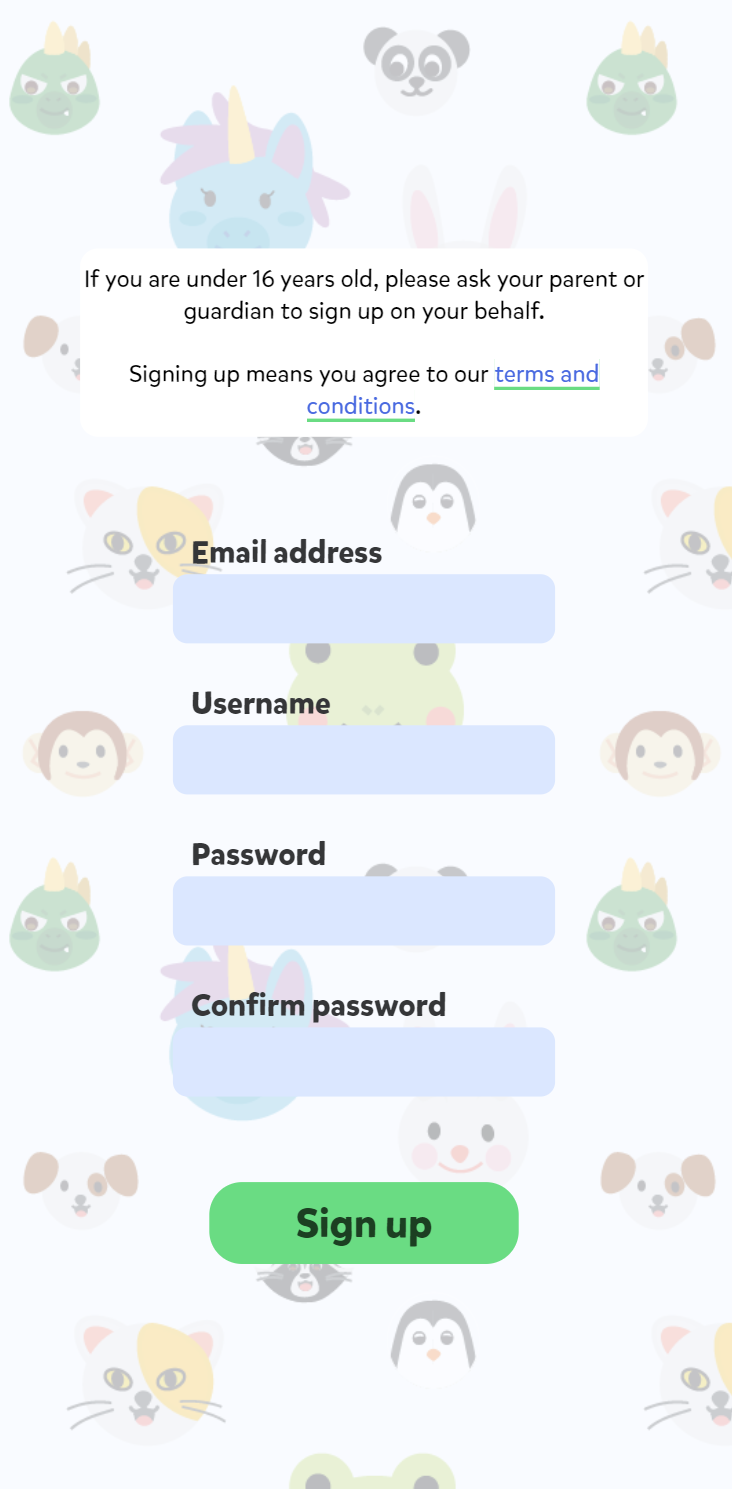 If you are under 16 years old, please ask your parent or
guardian to sign up on your behalf.
Signing up means you agree to our terms and
conditions.
Email address
Username
Password
Confirm password
Sign up